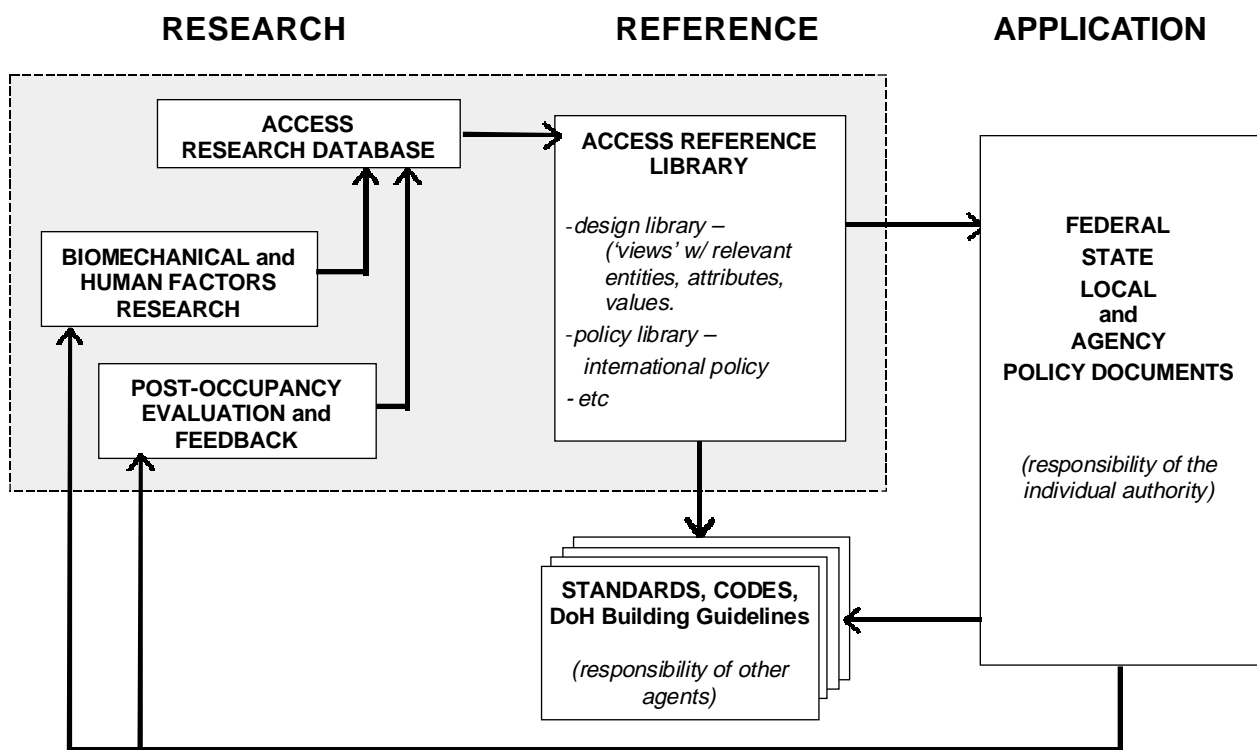 RESEARCH
REFERENCE
APPLICATION
ACCESS
RESEARCH DATABASE
BIOMECHANICAL and
HUMAN FACTORS
RESEARCH
POST-OCCUPANCY
EVALUATION and
FEEDBACK
ACCESS REFERENCE
LIBRARY
-design library –
('views' w/ relevant
entities, attributes,
values.
-policy library –
international policy
- etc
STANDARDS, CODES,
DoH Building Guidelines
(responsibility of other
agents)
FEDERAL
STATE
LOCAL
and
AGENCY
POLICY DOCUMENTS
(responsibility of the
individual authority)